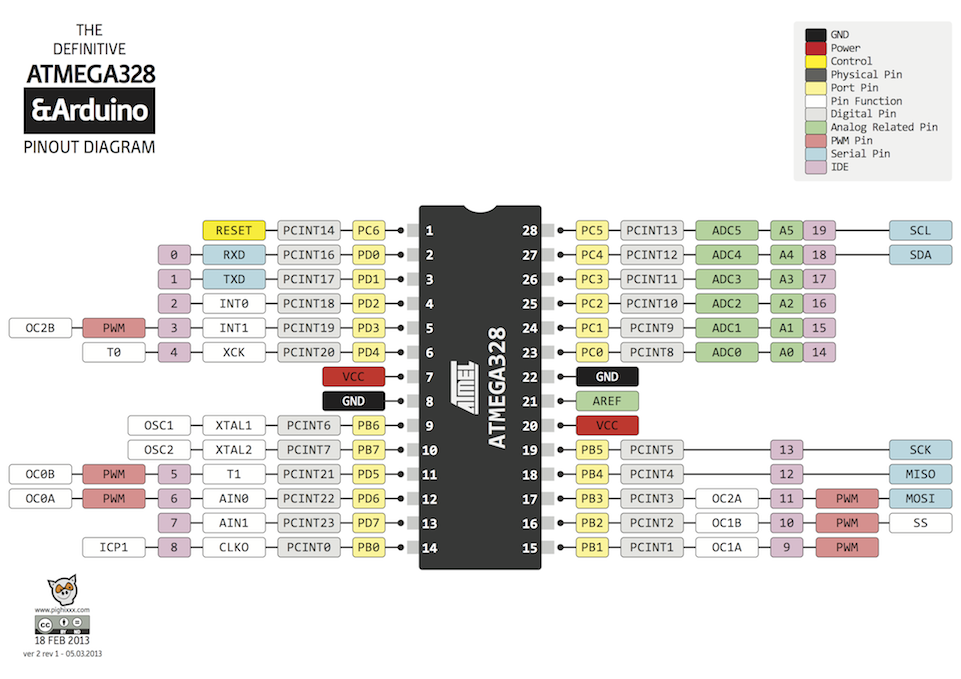 THE
DEFINITIVE
ATMEGA328
&Arduino
PINOUT DIAGRAM
GND
Power
Control
Physical Pin
Port Pin
Pin Function
Digital Pin
Analog Related Pin
PWM Pin
Serial Pin
IDE
RESET PCINT14 PC6 1 28 PC5 PCINT13 ADC5 A5 19 SCL
0 RXD PCINT16 PD0 2 27 PC4 PCINT12 ADC4 A4 18 SDA
1 TXD PCINT17 PD1 3 26 PC3 PCINT11 ADC3 A3 17
2 INT0 PCINT18 PD2 4 25 PC2 PCINT10 ADC2 A2 16
OC2B PWM 3 INT1 PCINT19 PD3 5 24 PC1 PCINT9 ADC1 A1 15
T0 4 XCK PCINT20 PD4 6 23 PC0 PCINT8 ADC0 A0 14
VCC 7 22 GND
GND 8 21 AREF
OSC1 XTAL1 PCINT6 PB6 9 20 VCC
OSC2 XTAL2 PCINT7 PB7 10 19 PB5 PCINT5 13 SCK
OC0B PWM 5 T1 PCINT21 PD5 11 18 PB4 PCINT4 12 MISO
OC0A PWM 6 AIN0 PCINT22 PD6 12 17 PB3 PCINT3 OC2A 11 PWM MOSI
7 AIN1 PCINT23 PD7 13 16 PB2 PCINT2 OC1B 10 PWM SS
ICP1 8 CLKO PCINT0 PB0 14 15 PB1 PCINT1 OC1A 9 PWM
ATMEL
ATMEGA328
www.pighixxx.com
cc
BY ND
18 FEB 2013
ver 2 rev 1 - 05.03.2013